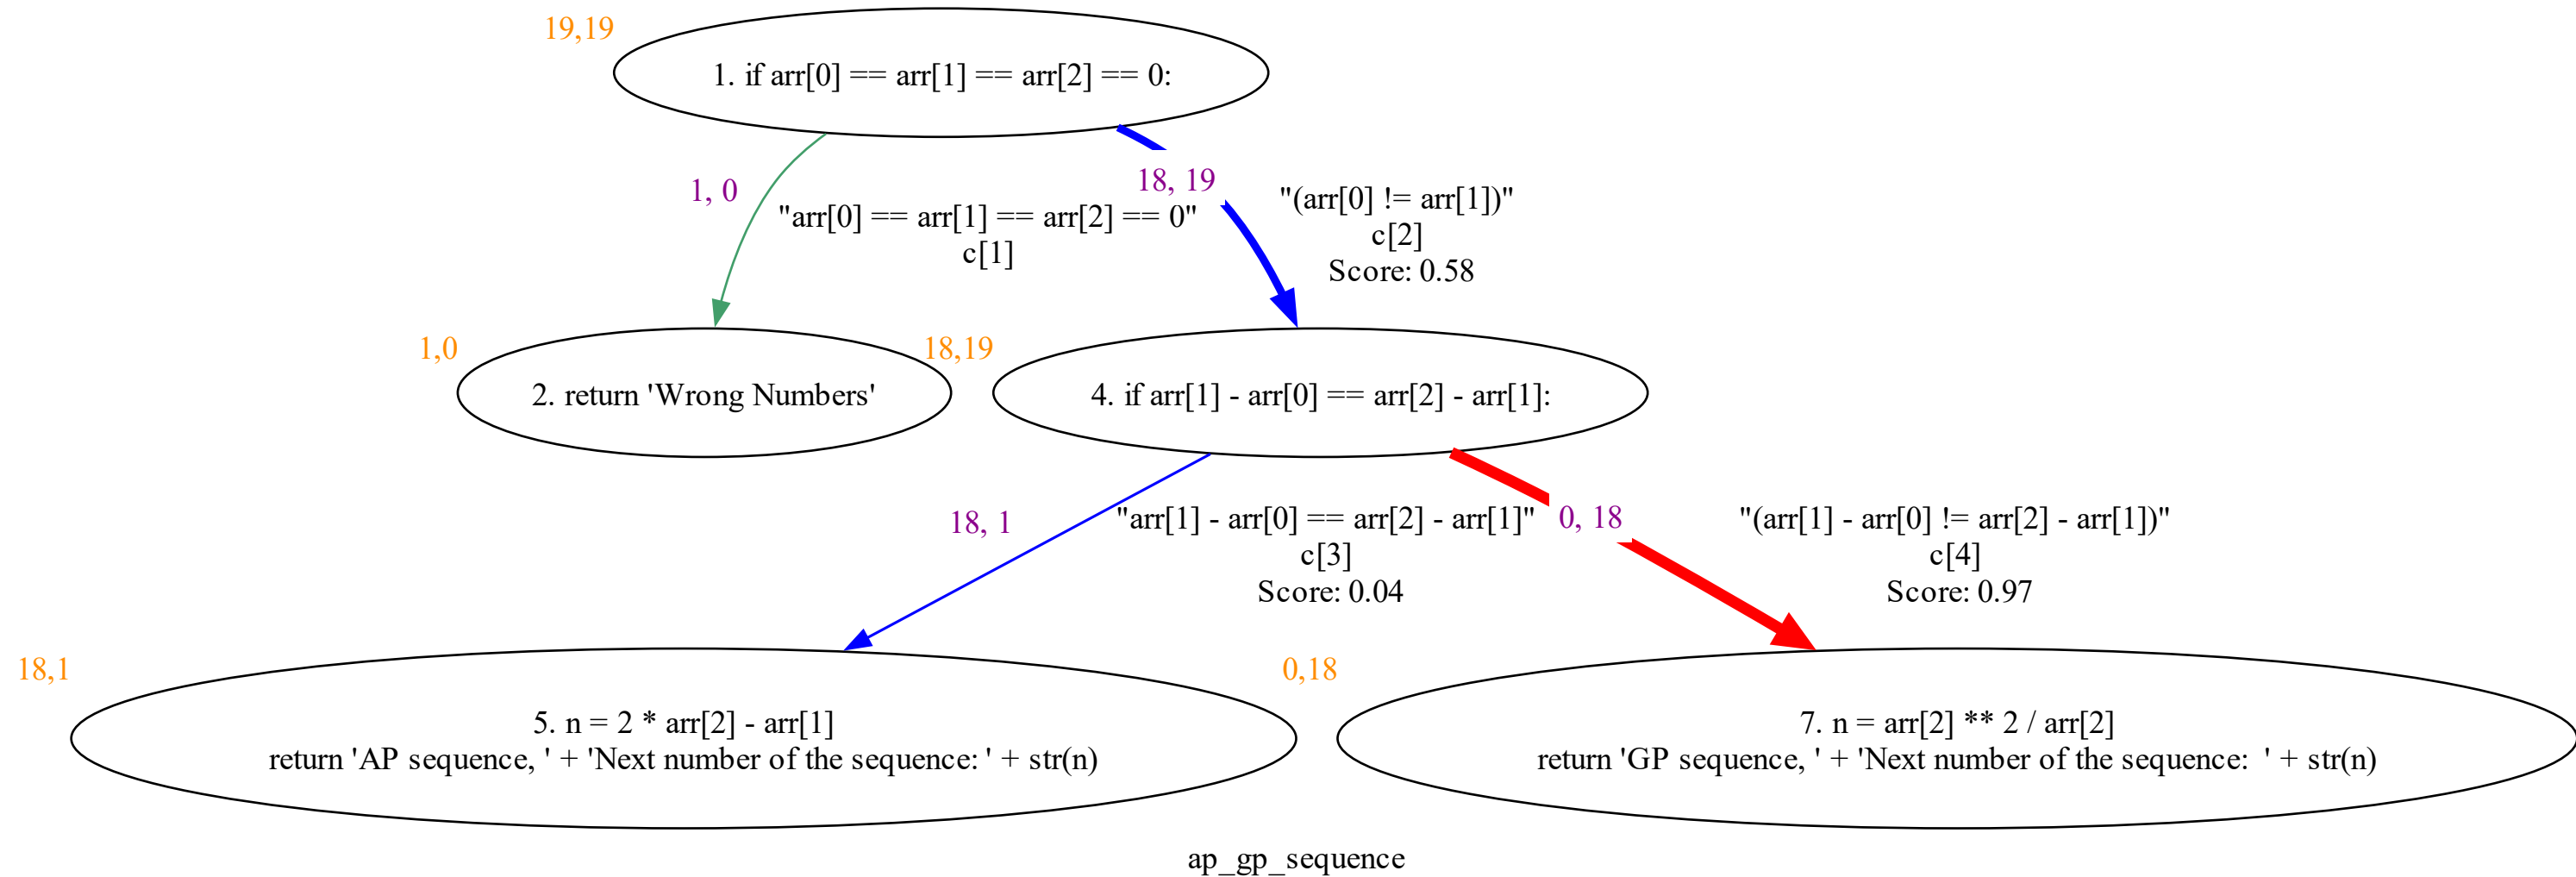 19,19
1. if arr[0] == arr[1] == arr[2] == 0:
1, 0
"arr[0] == arr[1] == arr[2] == 0"
c[1]
18, 19
"(arr[0] != arr[1])"
c[2]
Score: 0.58
1,0
2. return 'Wrong Numbers'
18,19
4. if arr[1] - arr[0] == arr[2] - arr[1]:
18, 1
"arr[1] - arr[0] == arr[2] - arr[1]"
c[3]
Score: 0.04
0, 18
"(arr[1] - arr[0] != arr[2] - arr[1])"
c[4]
Score: 0.97
18,1
5. n = 2 * arr[2] - arr[1]
return 'AP sequence, ' + 'Next number of the sequence: ' + str(n)
0,18
7. n = arr[2] ** 2 / arr[2]
return 'GP sequence, ' + 'Next number of the sequence:  ' + str(n)
ap_gp_sequence